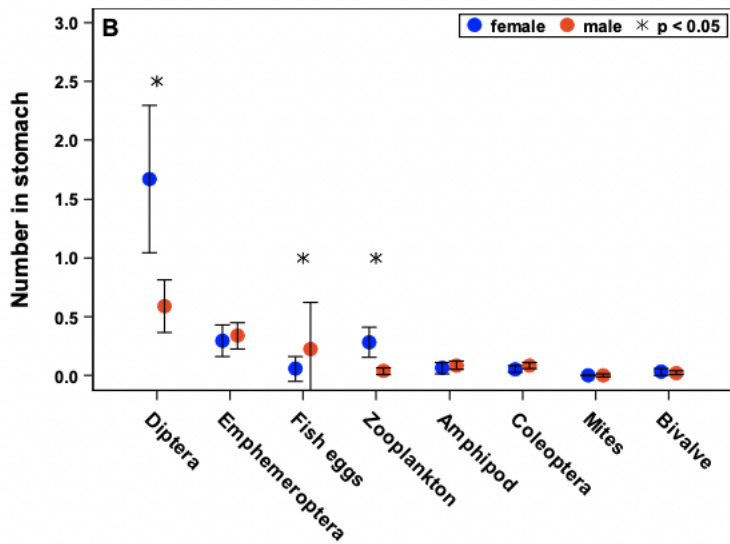 B
female male * p < 0.05
Number in stomach
3.0
2.5
2.0
1.5
1.0
0.5
0.0
Diptera
Emphemeroptera
Fish eggs
Zooplankton
Amphipod
Coleoptera
Mites
Bivalve